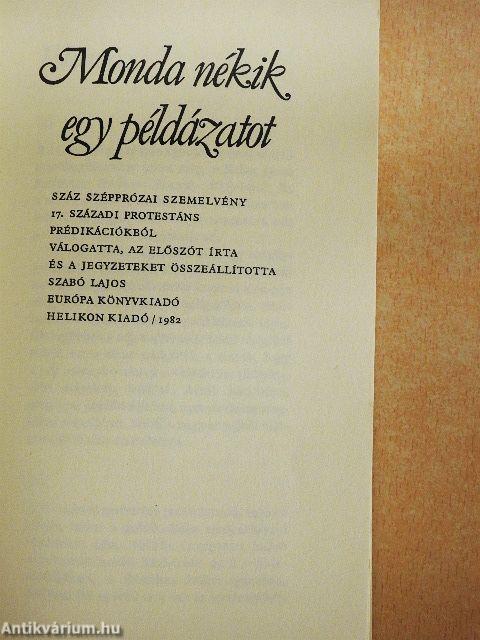 Monda nékik
egy példázatot
SZÁZ SZÉPPRÓZAI SZEMELVÉNY
17. SZÁZADI PROTESTÁNS
PRÉDIKÁCIÓKBÓL
VÁLOGATTA, AZ ELŐSZÓT ÍRTA
ÉS A JEGYZETEKET ÖSSZEÁLLÍTOTTA
SZABÓ LAJOS
EURÓPA KÖNYVKIADÓ
HELIKON KIADÓ / 1982
Antikvárium.hu